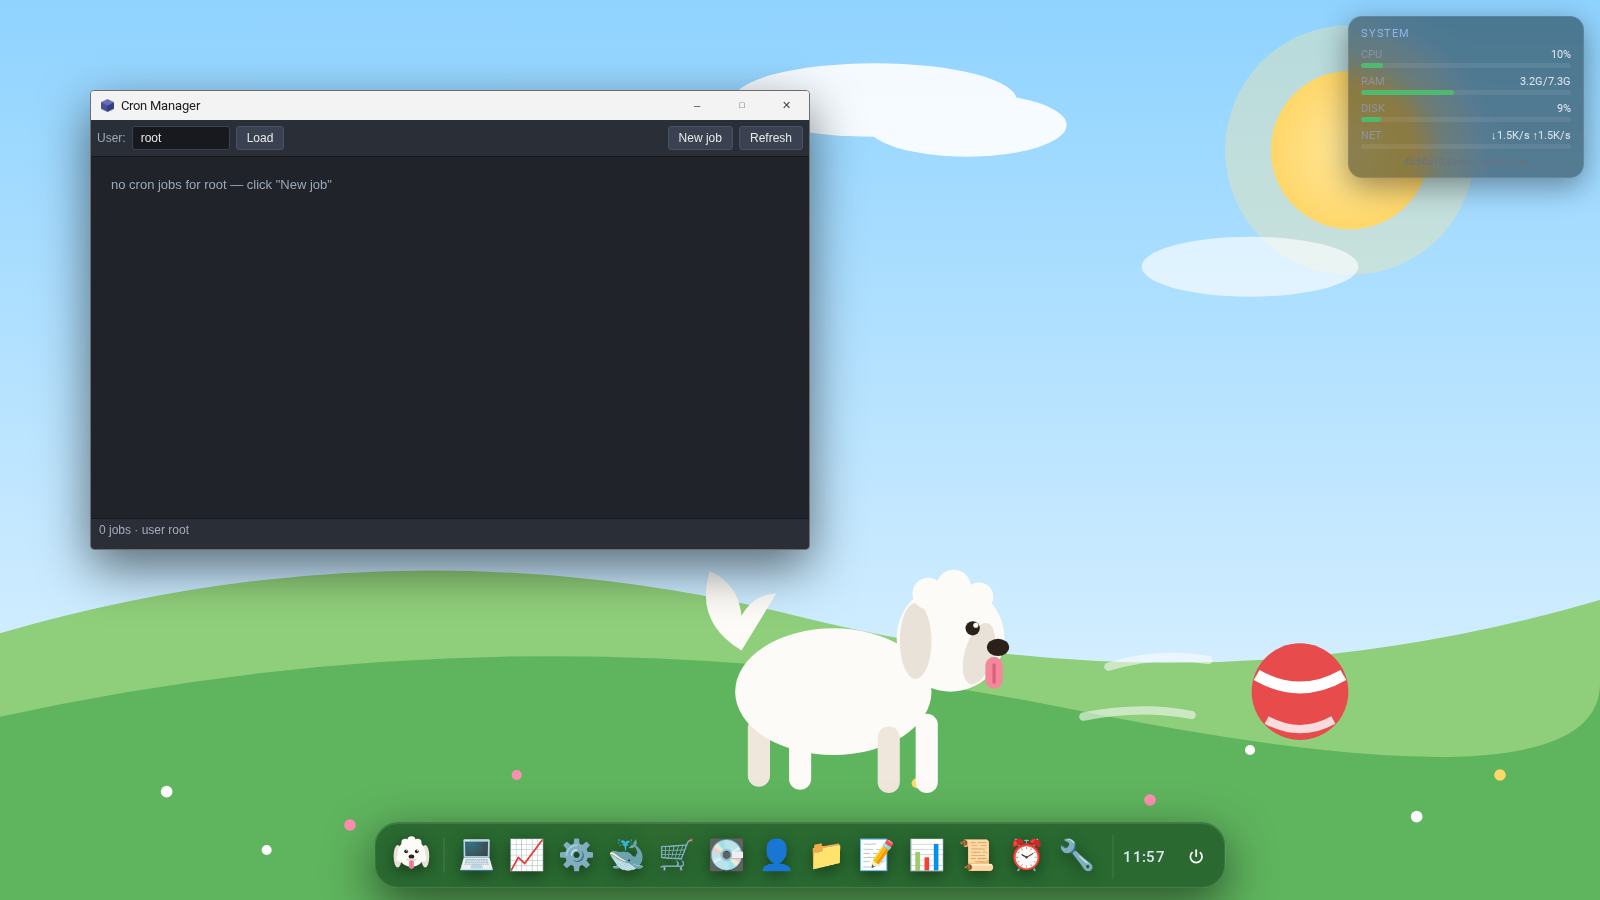 Cron Manager
User: root Load New job Refresh
no cron jobs for root — click "New job"
0 jobs · user root
SYSTEM
CPU 10%
RAM 3.2G/7.3G
DISK 9%
NET ↓1.5K/s ↑1.5K/s
11:57